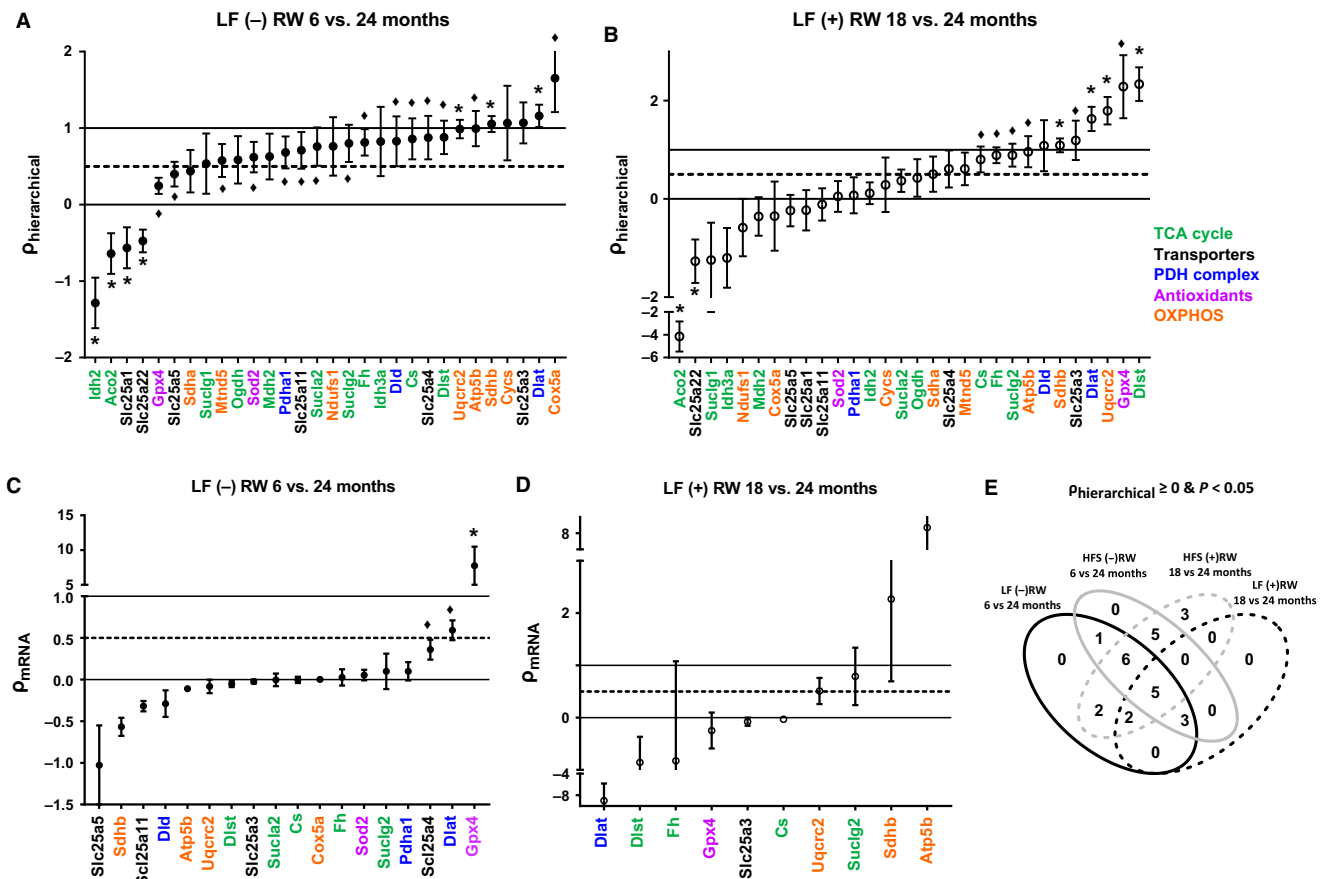 A
LF (–) RW 6 vs. 24 months
ρhierarchical
2
1
0
–1
–2
* * * * ♦ ♦ ♦ ♦ ♦ ♦ ♦ ♦ ♦ ♦ ♦ ♦ ♦ * ♦ * * ♦
Idh2 Aco2 Slc25a1 Slc25a22 Gpx4 Slc25a5 Sdha Suclg1 Mtnd5 Ogdh Sod2 Mdh2 Pdha1 Slc25a11 Sucla2 Ndufs1 Suclg2 Fh Idh3a Dld Cs Slc25a4 Dlst Uqcrc2 Atp5b Sdhb Cycs Slc25a3 Dlat Cox5a
B
LF (+) RW 18 vs. 24 months
ρhierarchical
2
0
–2
–2
–4
–6
* * ♦ ♦ ♦ ♦ * ♦ * * ♦ *
Aco2 Slc25a22 Suclg1 Idh3a Ndufs1 Mdh2 Cox5a Slc25a5 Slc25a1 Slc25a11 Sod2 Pdha1 Idh2 Cycs Sucla2 Ogdh Sdha Slc25a4 Mtnd5 Cs Fh Suclg2 Atp5b Dld Sdhb Slc25a3 Dlat Uqcrc2 Gpx4 Dlst
TCA cycle
Transporters
PDH complex
Antioxidants
OXPHOS
C
LF (–) RW 6 vs. 24 months
ρmRNA
15
10
5
1.0
0.5
0.0
–0.5
–1.0
–1.5
♦ ♦ *
Slc25a5 Sdhb Scl25a11 Dld Atp5b Uqcrc2 Dlst Slc25a3 Sucla2 Cs Cox5a Fh Sod2 Suclg2 Pdha1 Scl25a4 Dlat Gpx4
D
LF (+) RW 18 vs. 24 months
ρmRNA
8
2
0
–4
–8
Dlat Dlst Fh Gpx4 Slc25a3 Cs Uqcrc2 Suclg2 Sdhb Atp5b
E
ρhierarchical ≥ 0 & P < 0.05
HFS (–)RW
6 vs 24 months
HFS (+)RW
18 vs 24 months
LF (–)RW
6 vs 24 months
LF (+)RW
18 vs 24 months
0 3
1 5 0
0 6 0 0
5
2 2 3 0
0